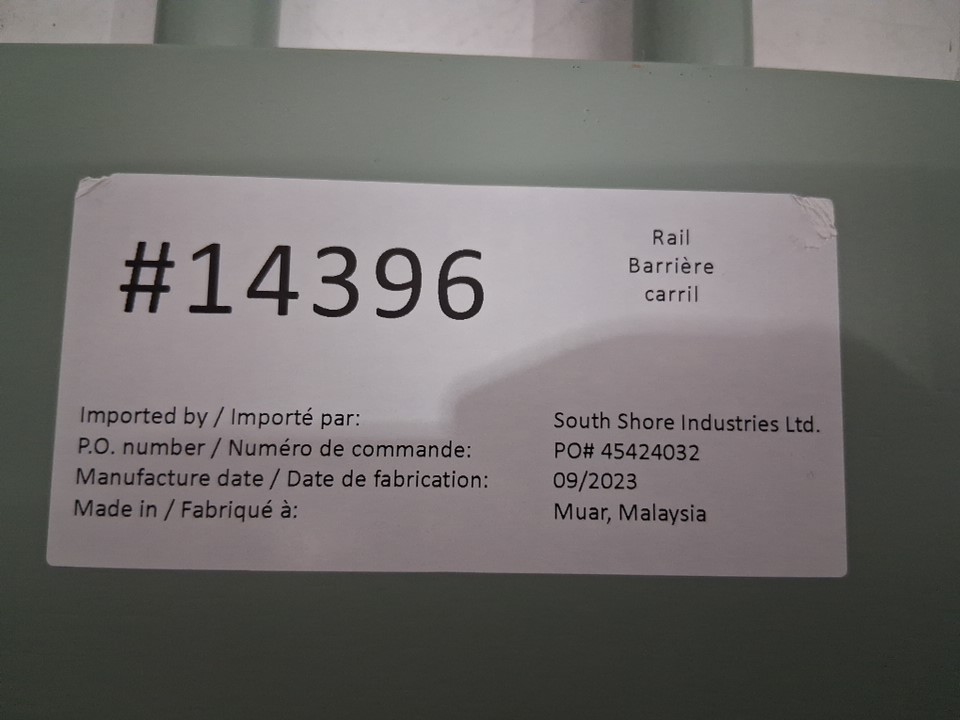 #14396
Rail
Barrière
carril
Imported by / Importé par: South Shore Industries Ltd.
P.O. number / Numéro de commande: PO# 45424032
Manufacture date / Date de fabrication: 09/2023
Made in / Fabriqué à: Muar, Malaysia